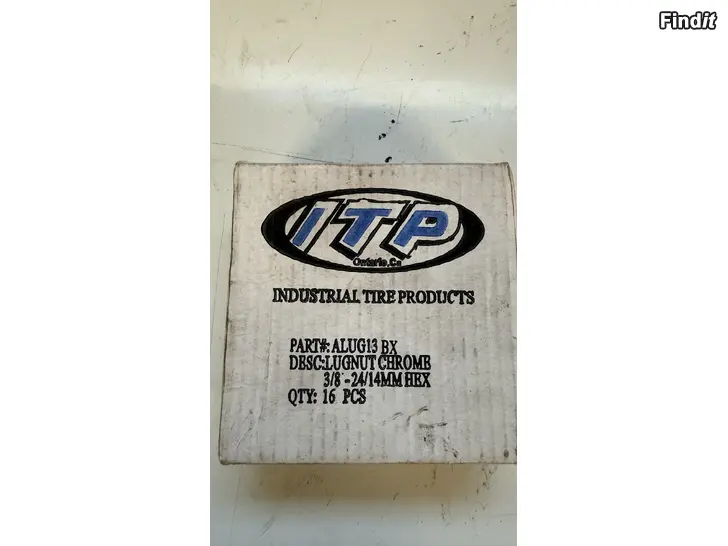 Findit
ITP
Ontario, Ca
INDUSTRIAL TIRE PRODUCTS
PART#: ALUG13 BX
DESC:LUGNUT CHROME
3/8 -24/14MM HEX
QTY: 16 PCS